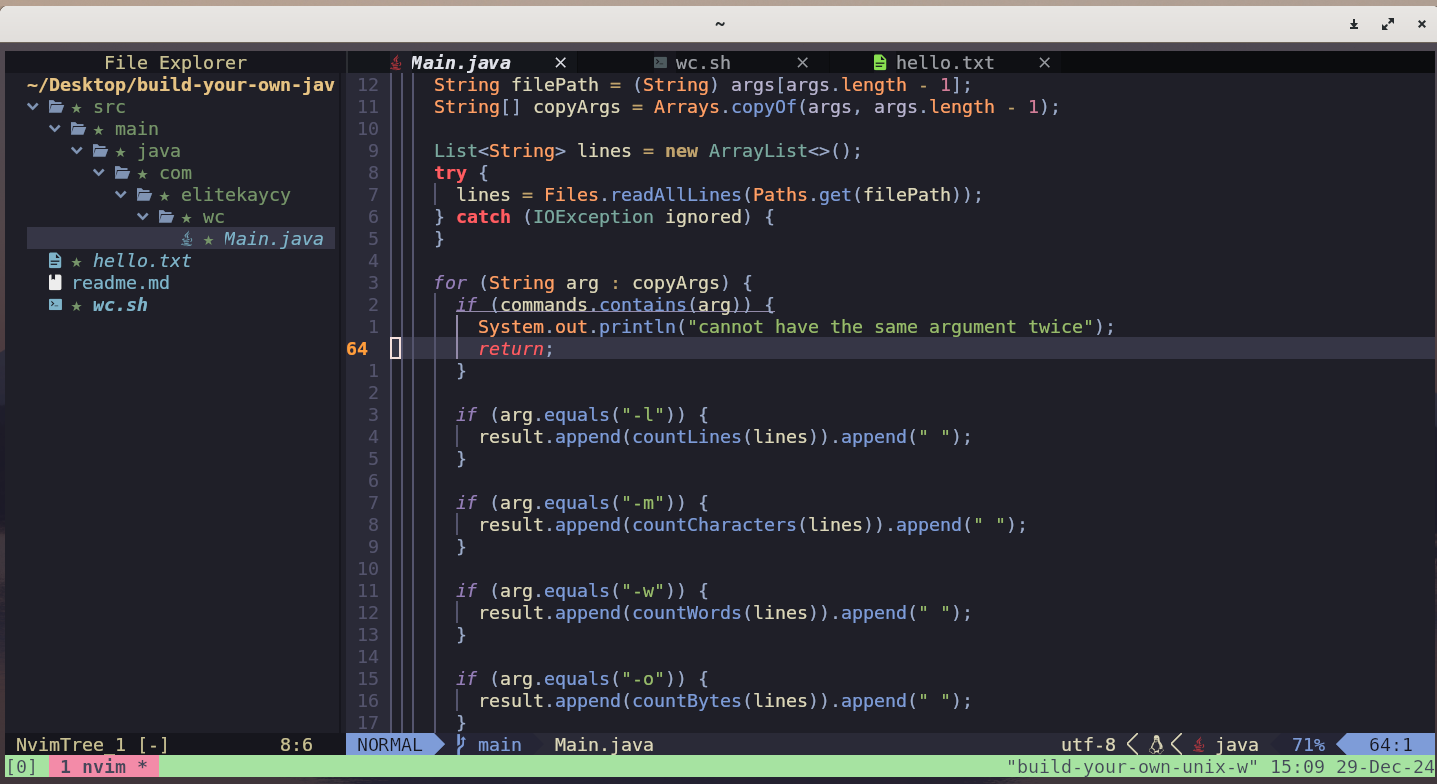 ~
File Explorer
~/Desktop/build-your-own-jav
src
main
java
com
elitekaycy
wc
Main.java
hello.txt
readme.md
wc.sh
Main.java × wc.sh × hello.txt ×
12 String filePath = (String) args[args.length - 1];
11 String[] copyArgs = Arrays.copyOf(args, args.length - 1);
10
9 List<String> lines = new ArrayList<>();
8 try {
7 lines = Files.readAllLines(Paths.get(filePath));
6 } catch (IOException ignored) {
5 }
4
3 for (String arg : copyArgs) {
2 if (commands.contains(arg)) {
1 System.out.println("cannot have the same argument twice");
64 return;
1 }
2
3 if (arg.equals("-l")) {
4 result.append(countLines(lines)).append(" ");
5 }
6
7 if (arg.equals("-m")) {
8 result.append(countCharacters(lines)).append(" ");
9 }
10
11 if (arg.equals("-w")) {
12 result.append(countWords(lines)).append(" ");
13 }
14
15 if (arg.equals("-o")) {
16 result.append(countBytes(lines)).append(" ");
17 }
NvimTree_1 [-] 8:6
NORMAL main Main.java utf-8 java 71% 64:1
[0] 1 nvim * "build-your-own-unix-w" 15:09 29-Dec-24